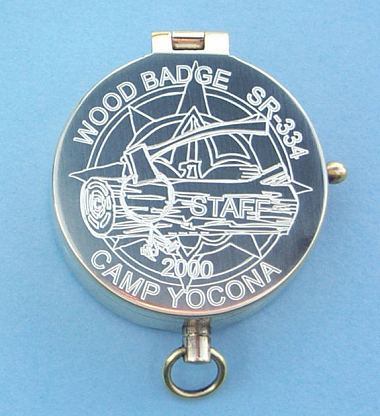 WOOD BADGE SR-334
STAFF
2000
CAMP YOCONA